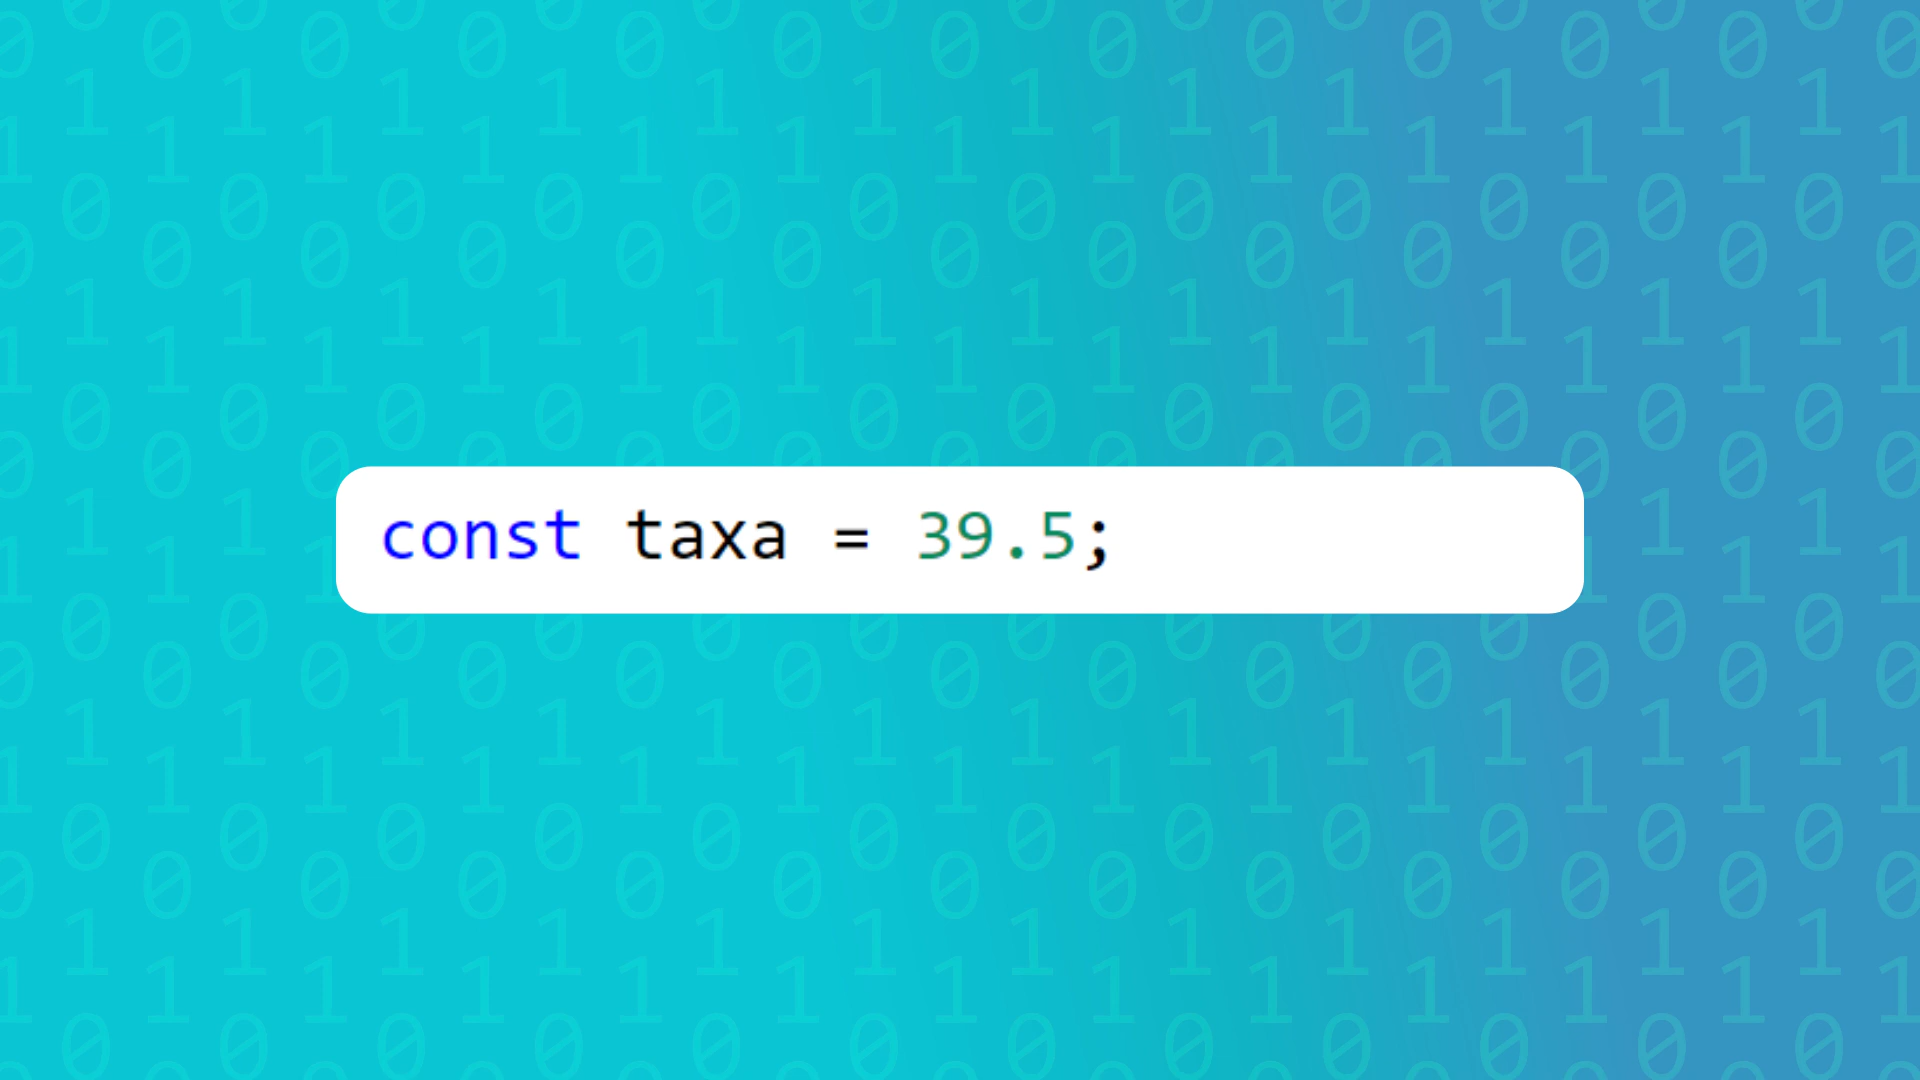 const taxa = 39.5;